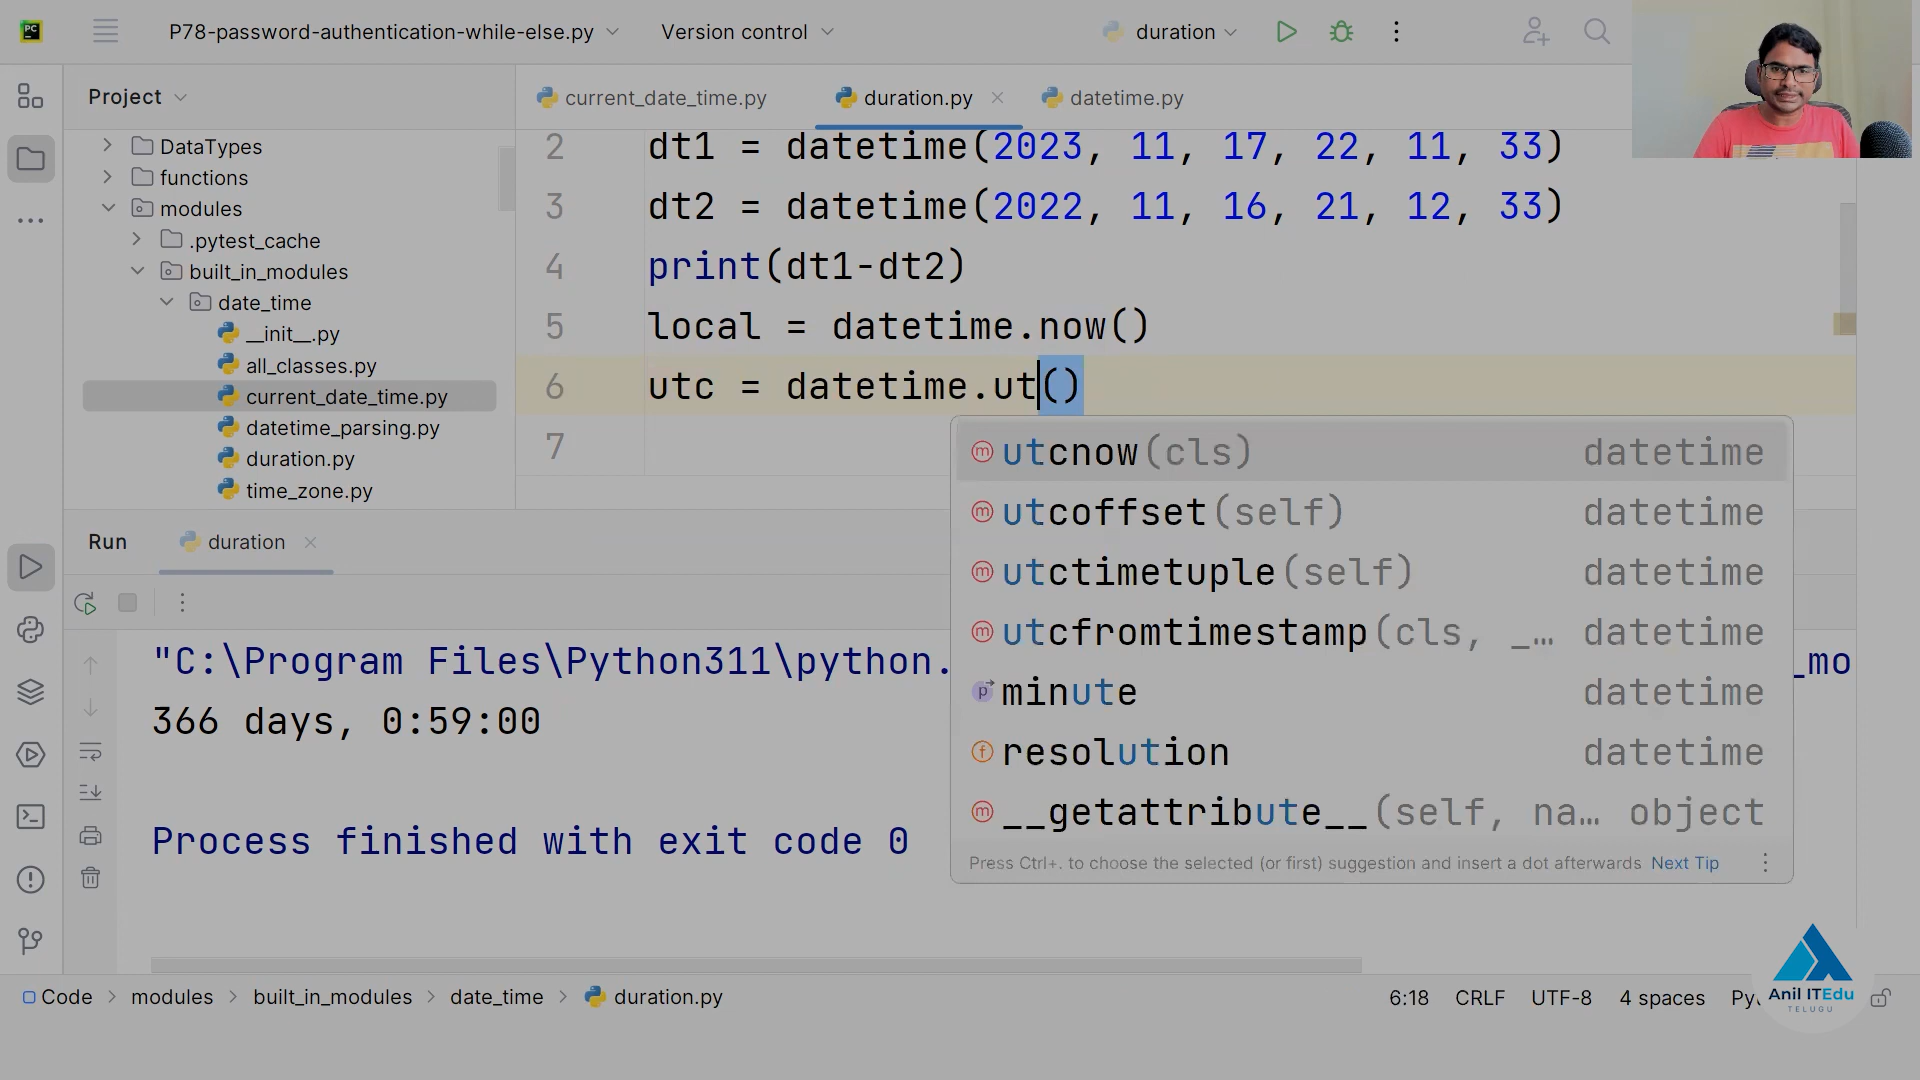 PC
P78-password-authentication-while-else.py
Version control
duration
Project
current_date_time.py
duration.py
datetime.py
DataTypes
functions
modules
.pytest_cache
built_in_modules
date_time
__init__.py
all_classes.py
current_date_time.py
datetime_parsing.py
duration.py
time_zone.py
2 dt1 = datetime(2023, 11, 17, 22, 11, 33)
3 dt2 = datetime(2022, 11, 16, 21, 12, 33)
4 print(dt1-dt2)
5 local = datetime.now()
6 utc = datetime.ut()
7
utcnow(cls) datetime
utcoffset(self) datetime
utctimetuple(self) datetime
utcfromtimestamp(cls, _… datetime
minute datetime
resolution datetime
__getattribute__(self, na… object
Press Ctrl+. to choose the selected (or first) suggestion and insert a dot afterwards Next Tip
Run
duration
"C:\Program Files\Python311\python. _mo
366 days, 0:59:00
Process finished with exit code 0
Code > modules > built_in_modules > date_time > duration.py
6:18 CRLF UTF-8 4 spaces
Anil ITEdu
TELUGU